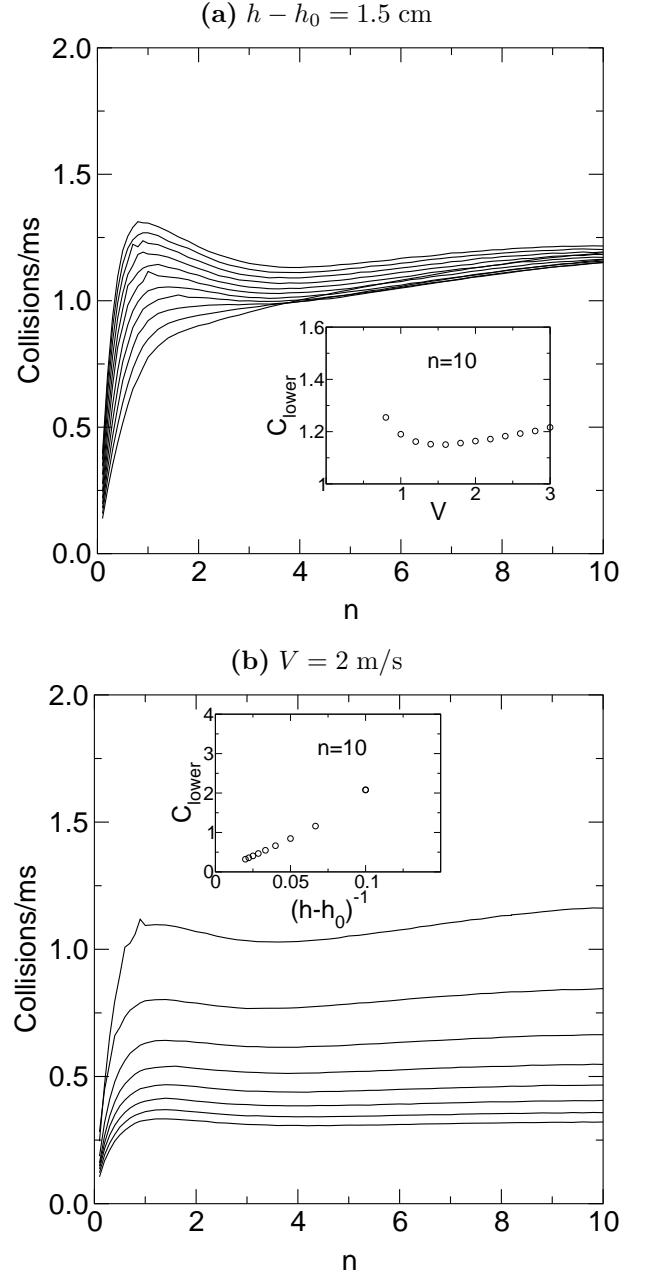 (a) h − h₀ = 1.5 cm
2.0
1.5
1.0
0.5
0.0
Collisions/ms
0 2 4 6 8 10
n
1.6
1.4
1.2
1
C_lower
n=10
1 2 3
V
(b) V = 2 m/s
2.0
1.5
1.0
0.5
0.0
Collisions/ms
0 2 4 6 8 10
n
4
3
2
1
0
C_lower
n=10
0 0.05 0.1
(h-h₀)⁻¹